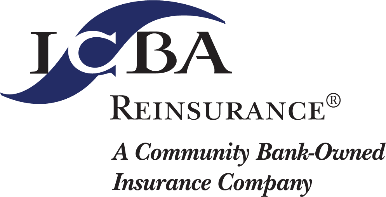 ICBA
REINSURANCE®
A Community Bank-Owned
Insurance Company